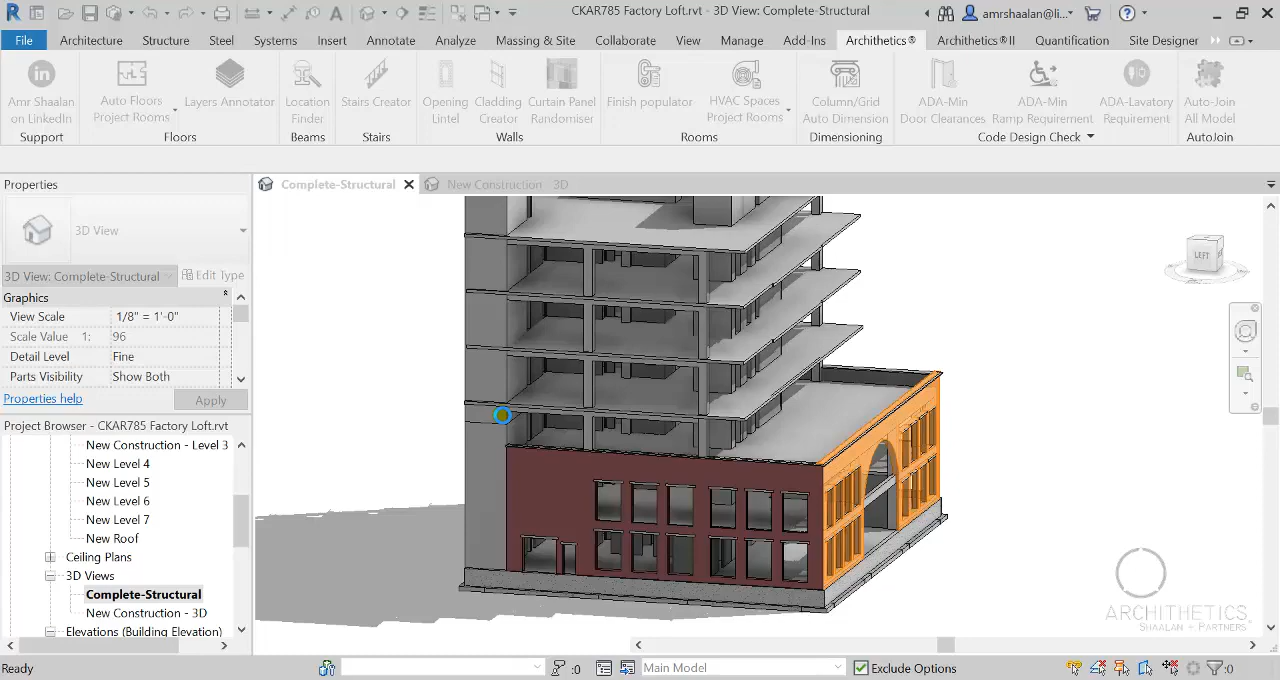 CKAR785 Factory Loft.rvt - 3D View: Complete-Structural
amrshaalan@li...
File Architecture Structure Steel Systems Insert Annotate Analyze Massing & Site Collaborate View Manage Add-Ins Archithetics® Archithetics®II Quantification Site Designer
Amr Shaalan
on LinkedIn
Auto Floors
Project Rooms
Layers Annotator
Location
Finder
Stairs Creator
Opening
Lintel
Cladding
Creator
Curtain Panel
Randomiser
Finish populator
HVAC Spaces
Project Rooms
Column/Grid
Auto Dimension
ADA-Min
Door Clearances
ADA-Min
Ramp Requirement
ADA-Lavatory
Requirement
Auto-Join
All Model
Support Floors Beams Stairs Walls Rooms Dimensioning Code Design Check AutoJoin
Properties
Complete-Structural
New Construction 3D
3D View
3D View: Complete-Structural
Edit Type
Graphics
View Scale 1/8" = 1'-0"
Scale Value 1: 96
Detail Level Fine
Parts Visibility Show Both
Properties help
Apply
Project Browser - CKAR785 Factory Loft.rvt
New Construction - Level 3
New Level 4
New Level 5
New Level 6
New Level 7
New Roof
Ceiling Plans
3D Views
Complete-Structural
New Construction - 3D
Elevations (Building Elevation)
LEFT
ARCHITHETICS
SHAALAN + PARTNERS
Ready
:0
Main Model
Exclude Options
:0